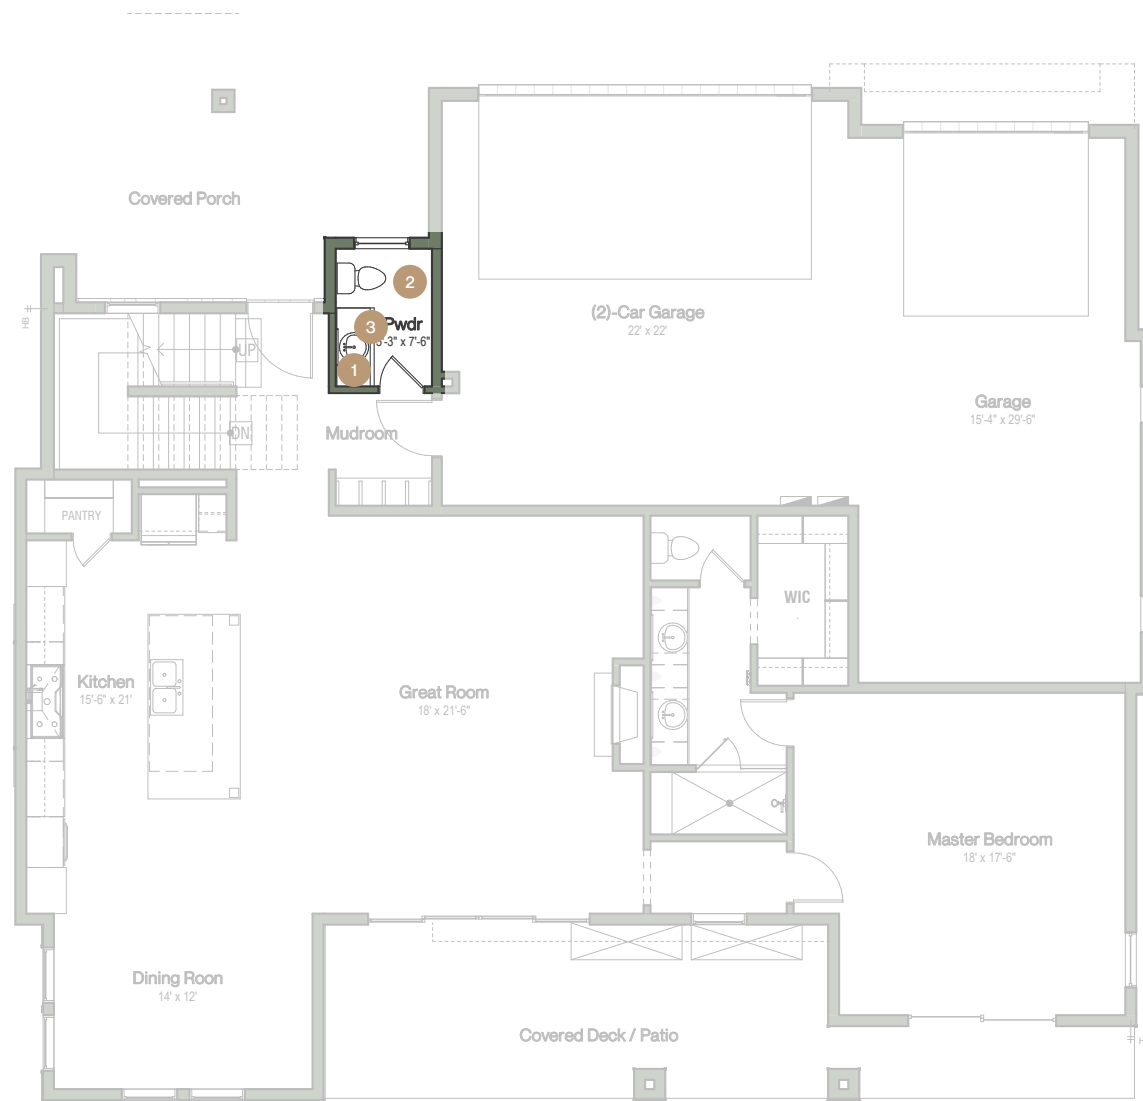 Covered Porch
2
(2)-Car Garage
22' x 22'
HB
3
Pwdr
-3" x 7'-6"
UP
1
Garage
15'-4" x 29'-6"
DN
Mudroom
PANTRY
WIC
Kitchen
15'-6" x 21'
Great Room
18' x 21'-6"
Master Bedroom
18' x 17'-6"
Dining Roon
14' x 12'
Covered Deck / Patio